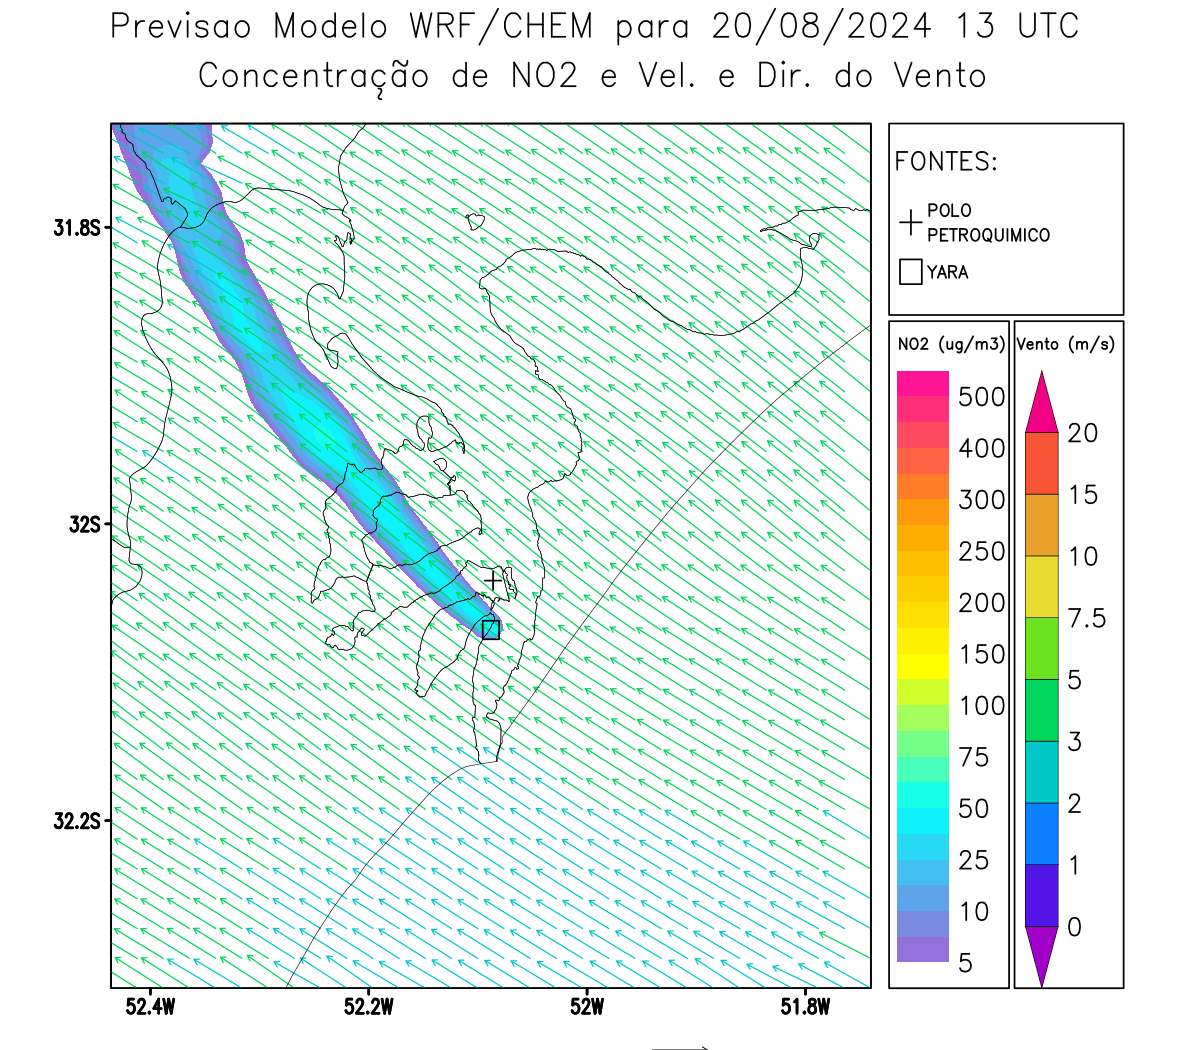 Previsao Modelo WRF/CHEM para 20/08/2024 13 UTC
Concentração de NO2 e Vel. e Dir. do Vento
FONTES:
POLO
PETROQUIMICO
YARA
NO2 (ug/m3)
500
400
300
250
200
150
100
75
50
25
10
5
Vento (m/s)
20
15
10
7.5
5
3
2
1
0
31.8S
32S
32.2S
52.4W
52.2W
52W
51.8W